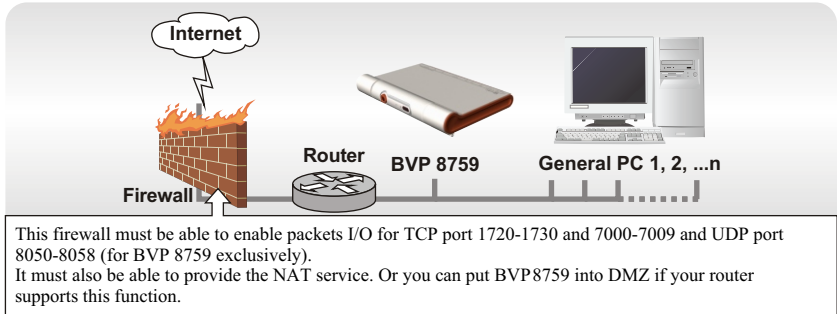 Internet
Router
BVP 8759
General PC 1, 2, ...n
Firewall
This firewall must be able to enable packets I/O for TCP port 1720-1730 and 7000-7009 and UDP port
8050-8058 (for BVP 8759 exclusively).
It must also be able to provide the NAT service. Or you can put BVP8759 into DMZ if your router
supports this function.